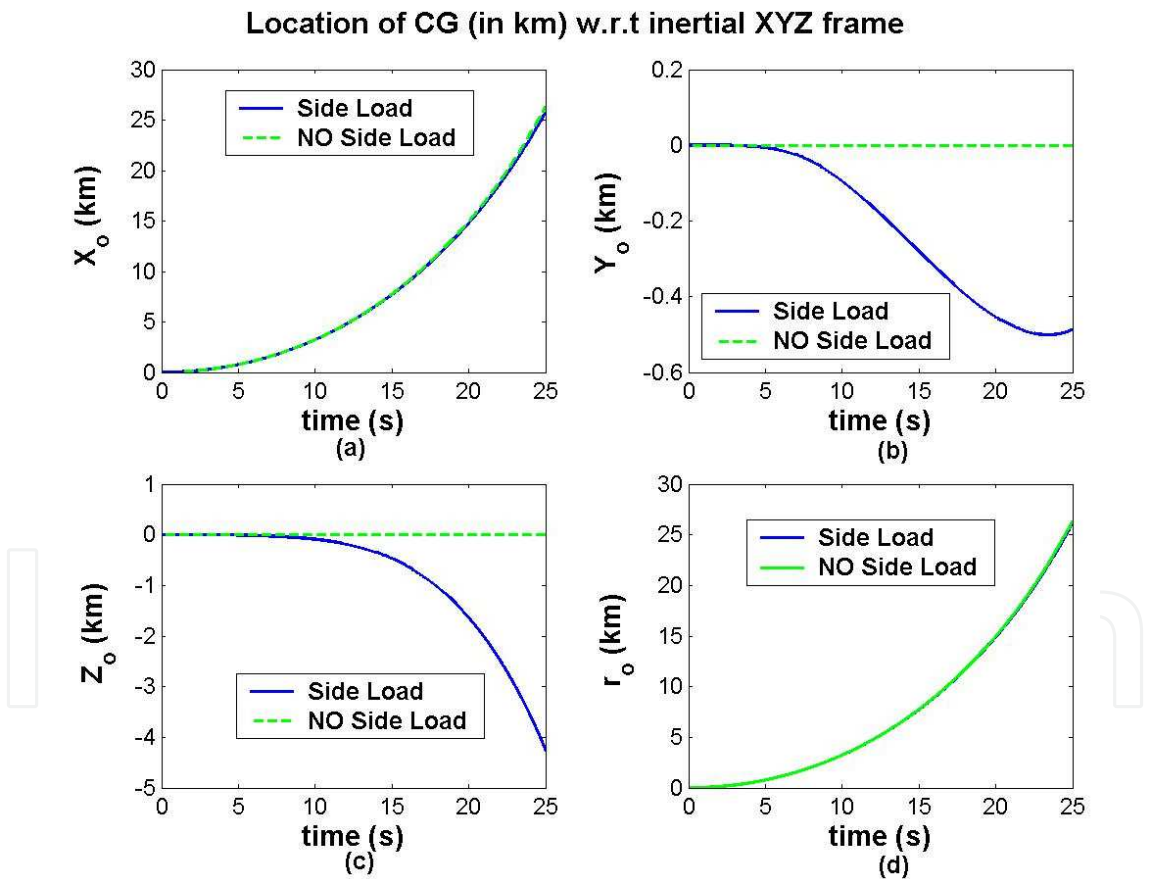 Location of CG (in km) w.r.t inertial XYZ frame
30
25
20
15
10
5
0
X_o (km)
Side Load
NO Side Load
0 5 10 15 20 25
time (s)
(a)
0.2
0
-0.2
-0.4
-0.6
Y_o (km)
Side Load
NO Side Load
0 5 10 15 20 25
time (s)
(b)
1
0
-1
-2
-3
-4
-5
Z_o (km)
Side Load
NO Side Load
0 5 10 15 20 25
time (s)
(c)
30
25
20
15
10
5
0
r_o (km)
Side Load
NO Side Load
0 5 10 15 20 25
time (s)
(d)